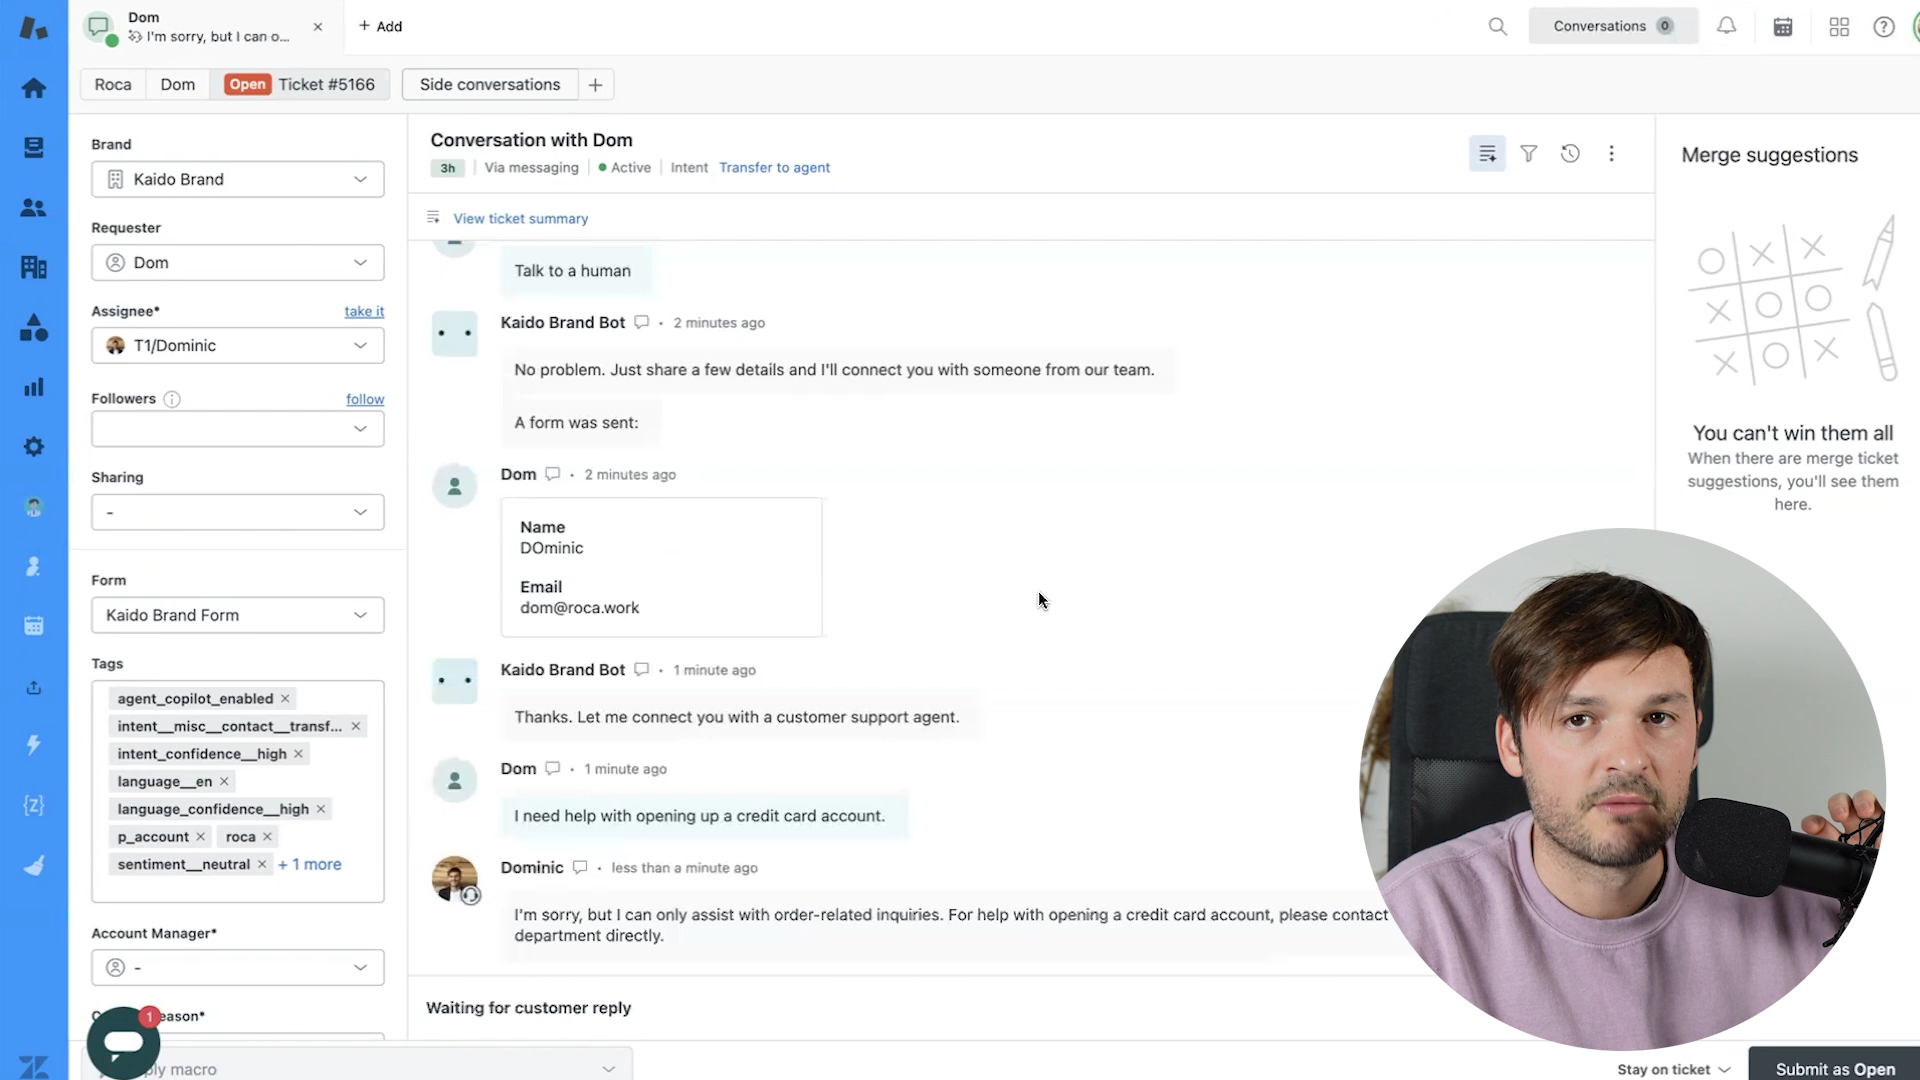 Dom
I'm sorry, but I can o...
+ Add
Conversations 0
Roca
Dom
Open Ticket #5166
Side conversations
Brand
Kaido Brand
Requester
Dom
Assignee* take it
T1/Dominic
Followers follow
Sharing
-
Form
Kaido Brand Form
Tags
agent_copilot_enabled ×
intent__misc__contact__transf... ×
intent_confidence__high ×
language__en ×
language_confidence__high ×
p_account × roca ×
sentiment__neutral × + 1 more
Account Manager*
-
eason*
1
ply macro
Conversation with Dom
3h Via messaging Active Intent Transfer to agent
View ticket summary
Talk to a human
Kaido Brand Bot · 2 minutes ago
No problem. Just share a few details and I'll connect you with someone from our team.
A form was sent:
Dom · 2 minutes ago
Name
DOminic
Email
dom@roca.work
Kaido Brand Bot · 1 minute ago
Thanks. Let me connect you with a customer support agent.
Dom · 1 minute ago
I need help with opening up a credit card account.
Dominic · less than a minute ago
I'm sorry, but I can only assist with order-related inquiries. For help with opening a credit card account, please contact
department directly.
Waiting for customer reply
Merge suggestions
You can't win them all
When there are merge ticket
suggestions, you'll see them
here.
Stay on ticket
Submit as Open